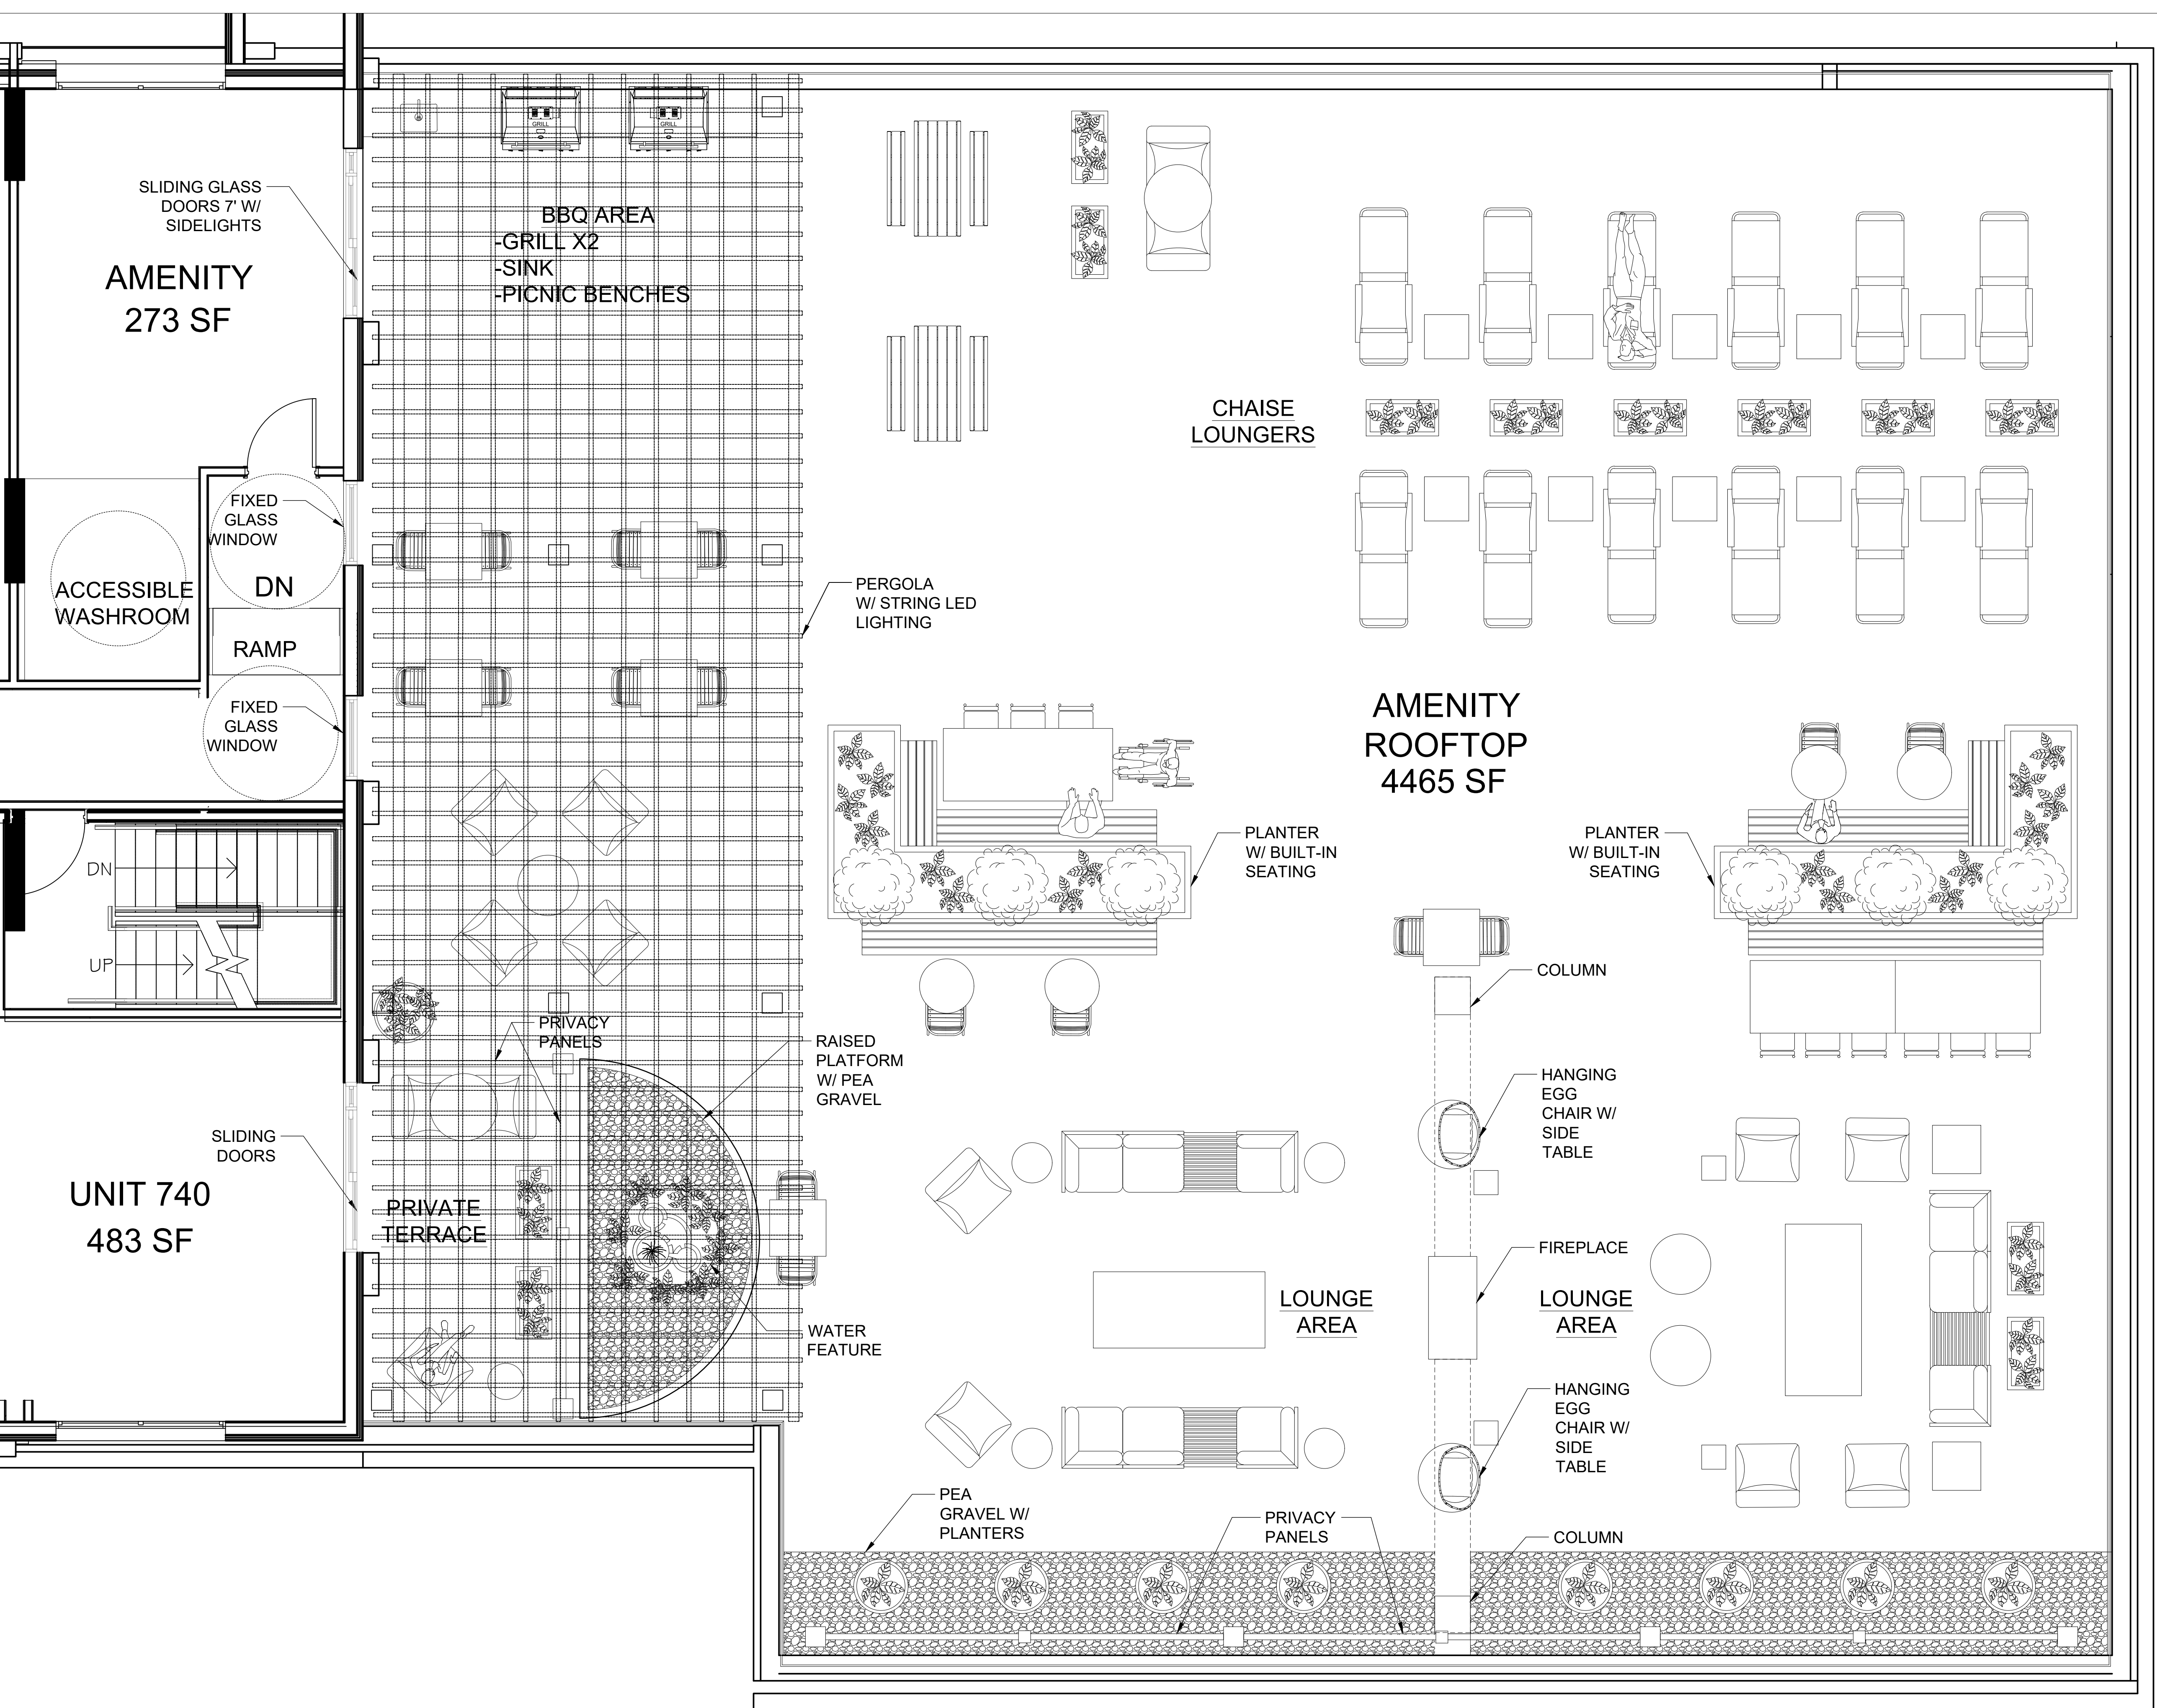 SLIDING GLASS
DOORS 7' W/
SIDELIGHTS
AMENITY
273 SF
GRILL
GRILL
BBQ AREA
-GRILL X2
-SINK
-PICNIC BENCHES
CHAISE
LOUNGERS
FIXED
GLASS
WINDOW
ACCESSIBLE
WASHROOM
DN
RAMP
FIXED
GLASS
WINDOW
PERGOLA
W/ STRING LED
LIGHTING
AMENITY
ROOFTOP
4465 SF
PLANTER
W/ BUILT-IN
SEATING
PLANTER
W/ BUILT-IN
SEATING
DN
UP
COLUMN
PRIVACY
PANELS
RAISED
PLATFORM
W/ PEA
GRAVEL
HANGING
EGG
CHAIR W/
SIDE
TABLE
SLIDING
DOORS
UNIT 740
483 SF
PRIVATE
TERRACE
FIREPLACE
LOUNGE
AREA
LOUNGE
AREA
WATER
FEATURE
HANGING
EGG
CHAIR W/
SIDE
TABLE
PEA
GRAVEL W/
PLANTERS
PRIVACY
PANELS
COLUMN